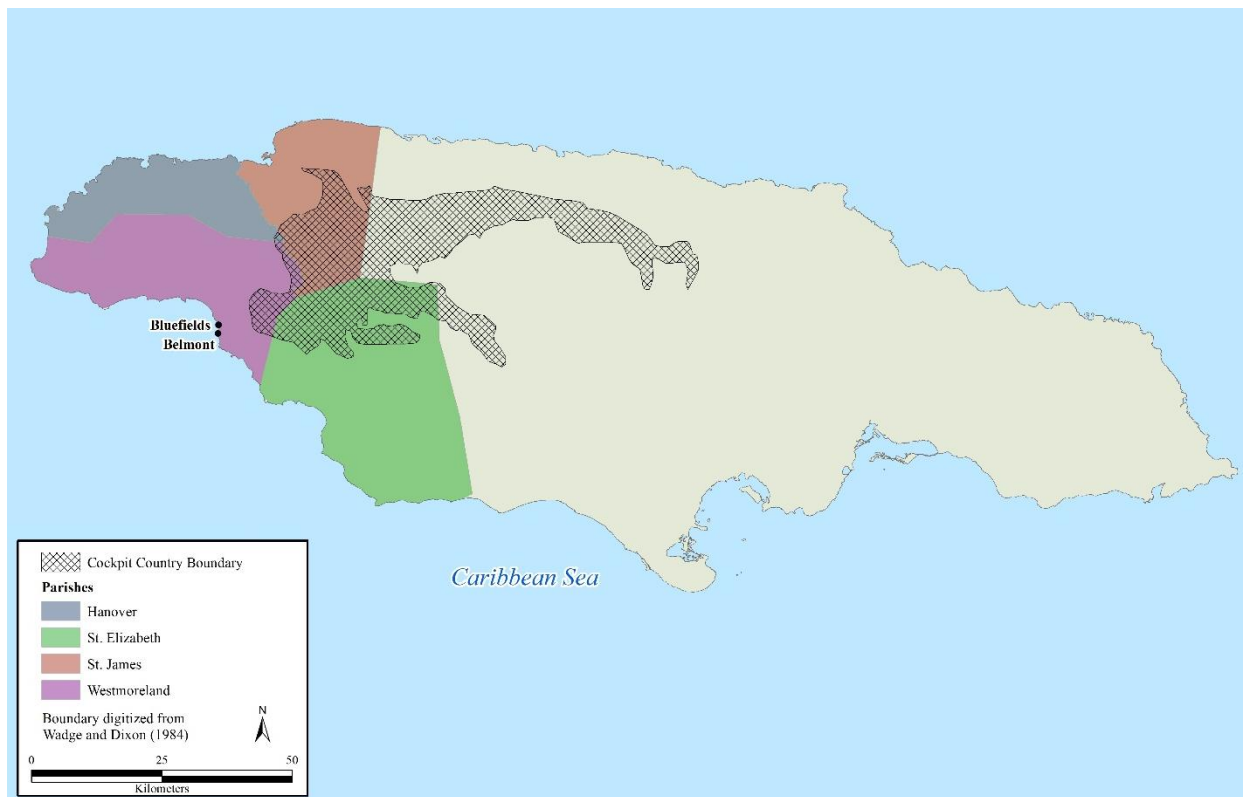 Bluefields
Belmont
Caribbean Sea
Cockpit Country Boundary
Parishes
Hanover
St. Elizabeth
St. James
Westmoreland
Boundary digitized from
Wadge and Dixon (1984)
N
0 25 50
Kilometers